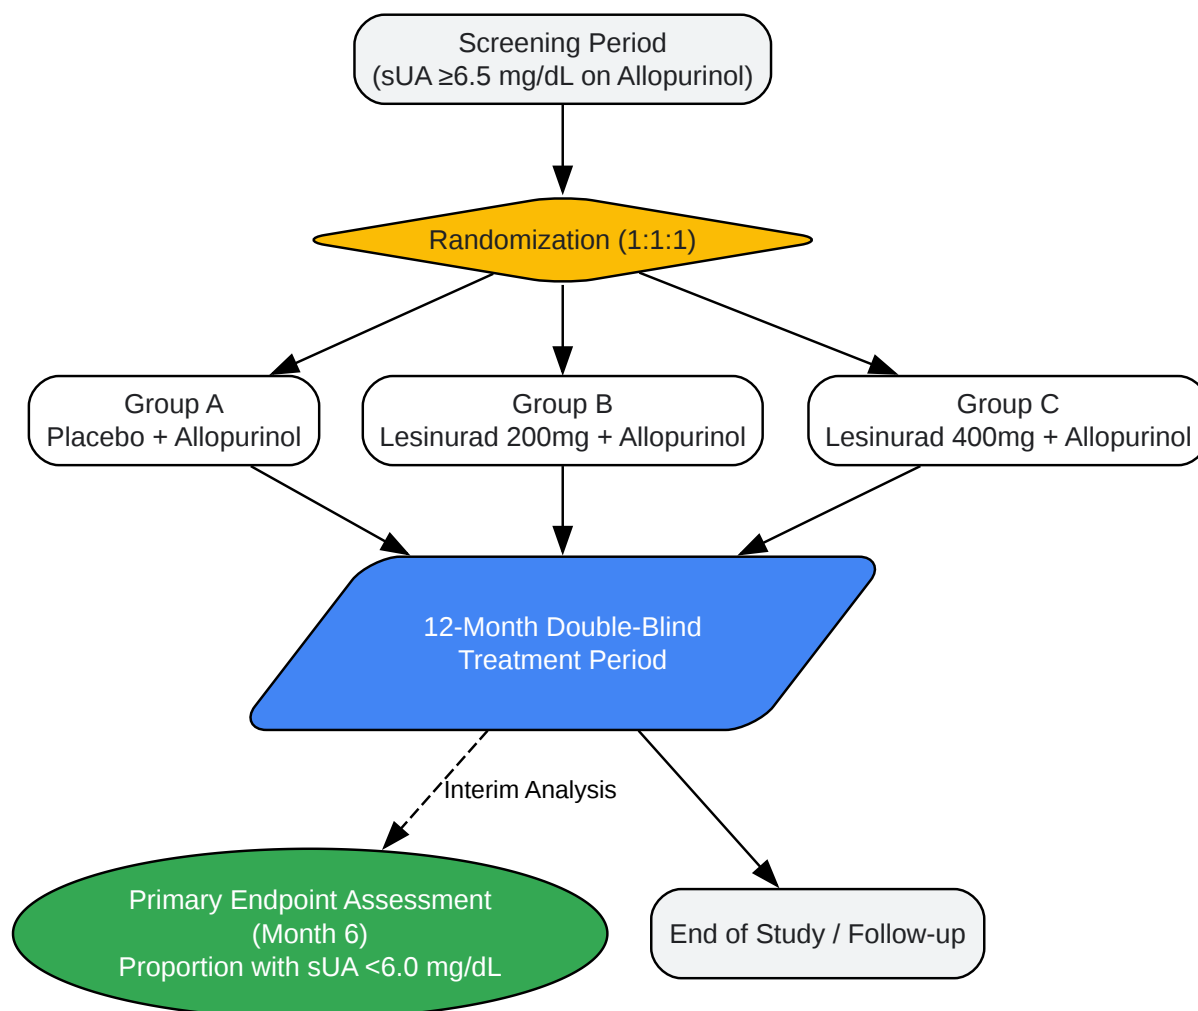 Screening Period
(sUA ≥6.5 mg/dL on Allopurinol)
Randomization (1:1:1)
Group A
Placebo + Allopurinol
Group B
Lesinurad 200mg + Allopurinol
Group C
Lesinurad 400mg + Allopurinol
12-Month Double-Blind
Treatment Period
Interim Analysis
Primary Endpoint Assessment
(Month 6)
Proportion with sUA <6.0 mg/dL
End of Study / Follow-up